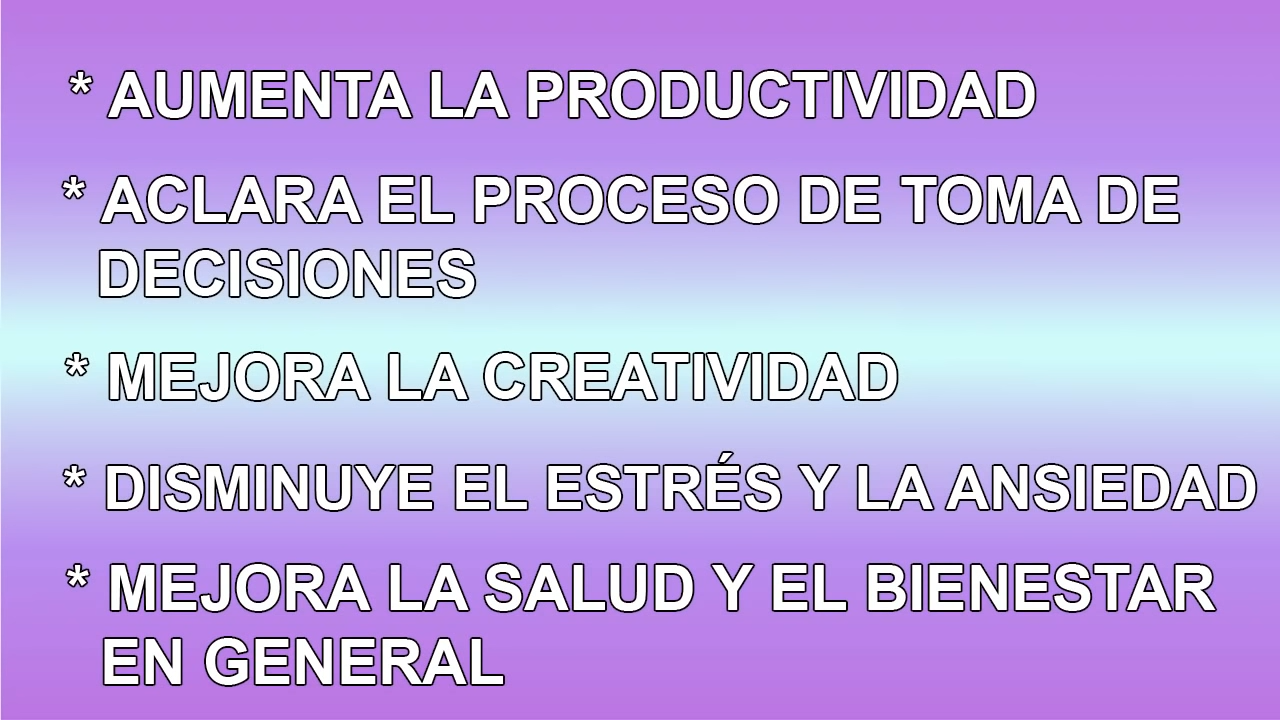 * AUMENTA LA PRODUCTIVIDAD
* ACLARA EL PROCESO DE TOMA DE
DECISIONES
* MEJORA LA CREATIVIDAD
* DISMINUYE EL ESTRÉS Y LA ANSIEDAD
* MEJORA LA SALUD Y EL BIENESTAR
EN GENERAL